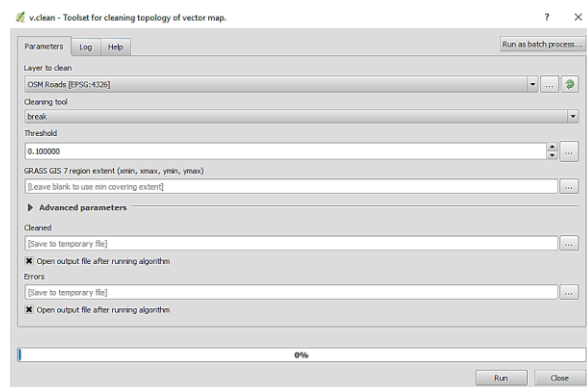 v.clean - Toolset for cleaning topology of vector map.
? ×
Parameters Log Help Run as batch process...
Layer to clean
OSM Roads [EPSG:4326] ...
Cleaning tool
break
Threshold
0.100000 ...
GRASS GIS 7 region extent (xmin, xmax, ymin, ymax)
[Leave blank to use min covering extent] ...
Advanced parameters
Cleaned
[Save to temporary file] ...
Open output file after running algorithm
Errors
[Save to temporary file] ...
Open output file after running algorithm
0%
Run Close